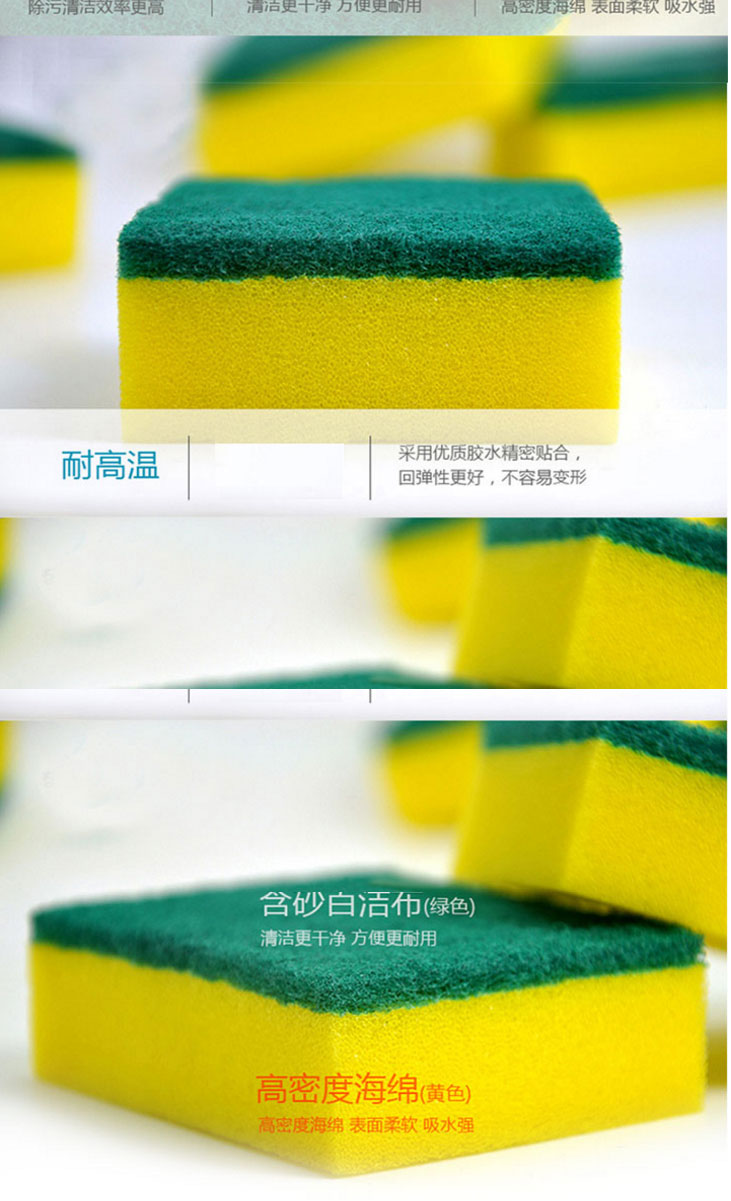 除污清洁效率更高
清洁更干净 方便更耐用
高密度海绵 表面柔软 吸水强
耐高温
采用优质胶水精密贴合，
回弹性更好，不容易变形
含砂百洁布(绿色)
清洁更干净 方便更耐用
高密度海绵(黄色)
高密度海绵 表面柔软 吸水强